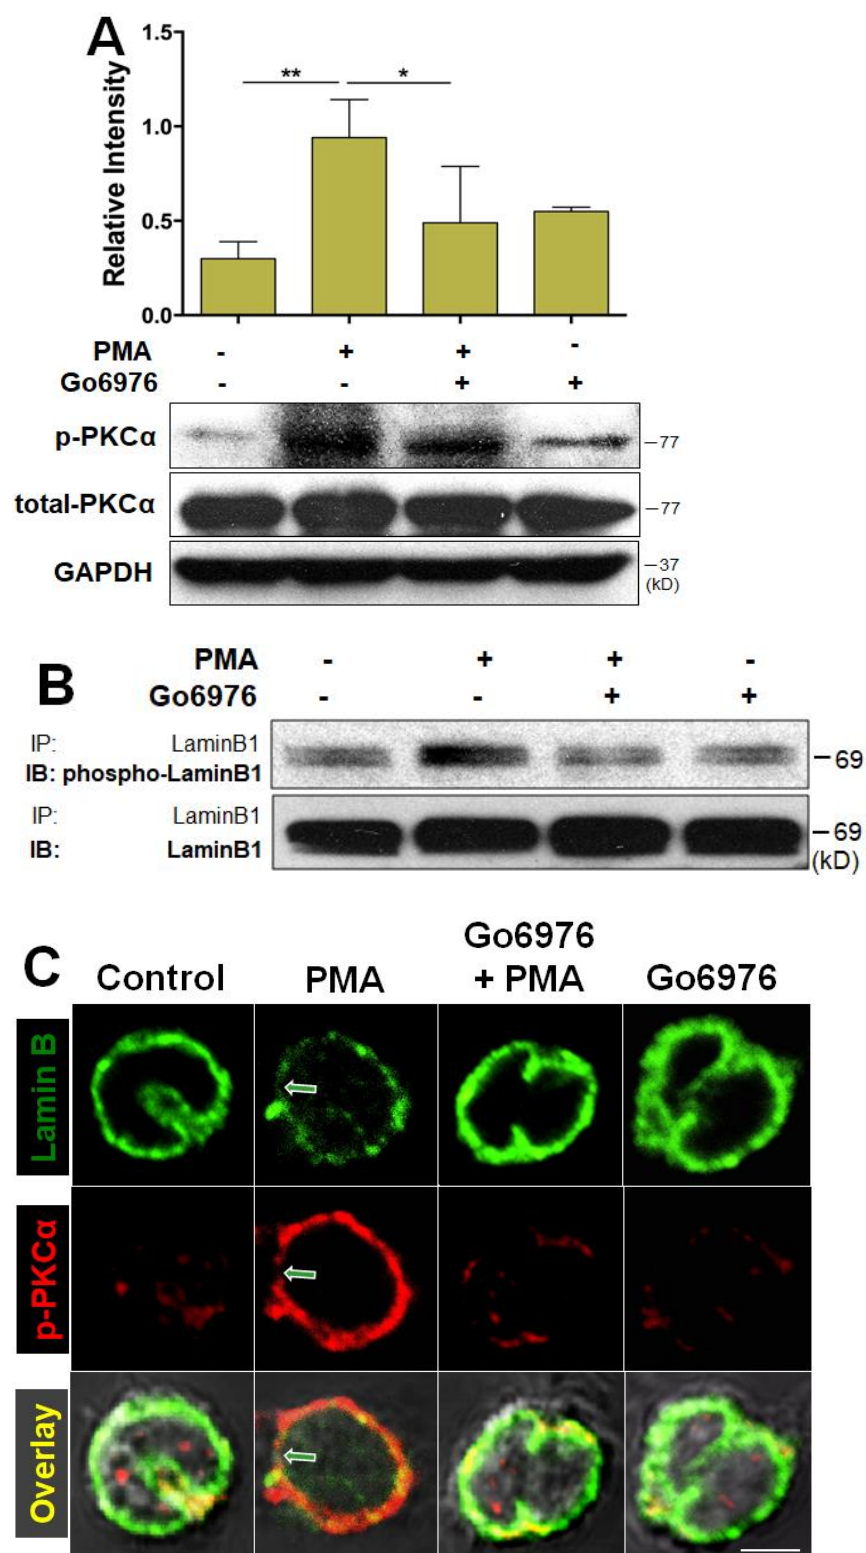 A
1.5
** *
1.0
Relative Intensity
0.5
0.0
PMA - + + -
Go6976 - - + +
p-PKCα –77
total-PKCα –77
GAPDH –37
(kD)
B
PMA - + + -
Go6976 - - + +
IP: LaminB1
IB: phospho-LaminB1 –69
IP: LaminB1
IB: LaminB1 –69
(kD)
C
Control PMA Go6976 + PMA Go6976
Lamin B
p-PKCα
Overlay